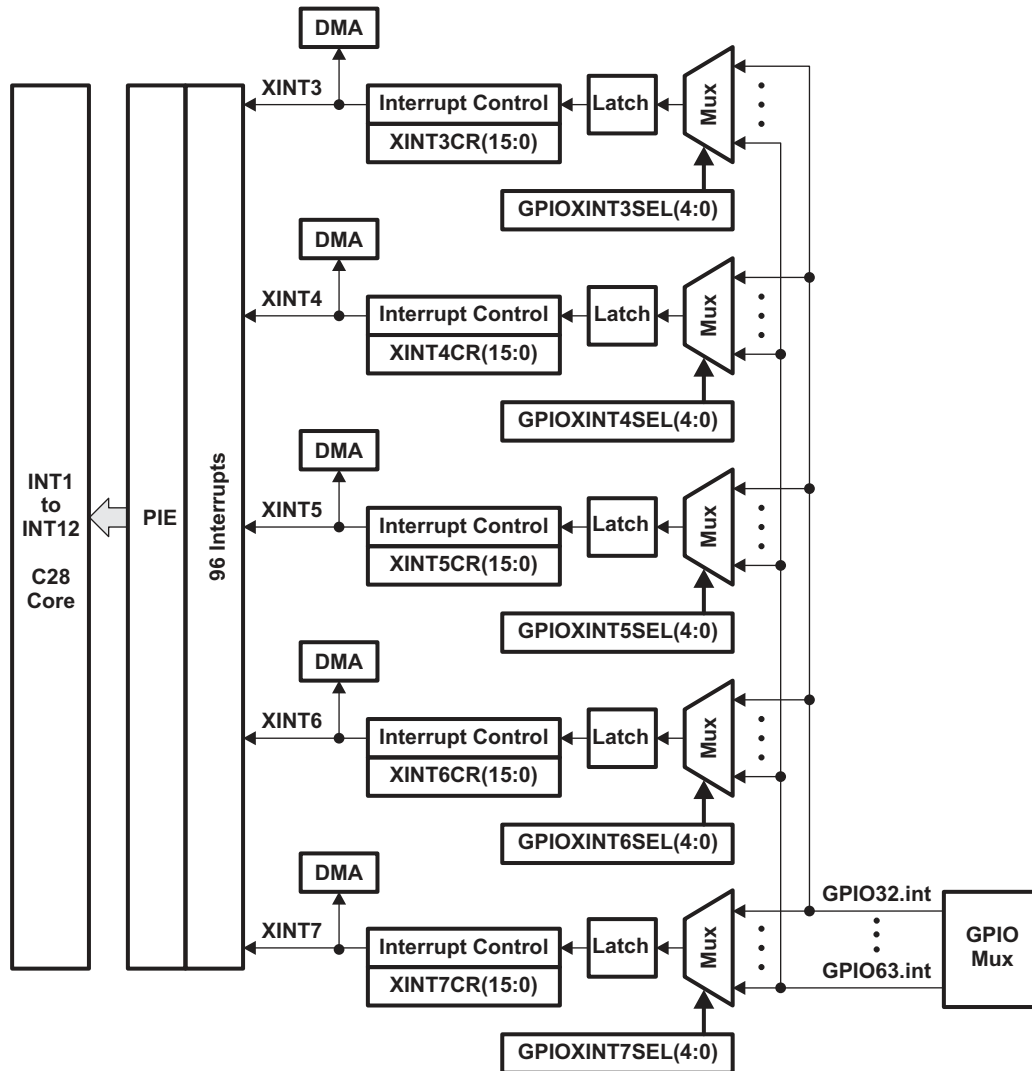 DMA
XINT3
Interrupt Control
XINT3CR(15:0)
Latch
Mux
GPIOXINT3SEL(4:0)
DMA
XINT4
Interrupt Control
XINT4CR(15:0)
Latch
Mux
GPIOXINT4SEL(4:0)
INT1
to
INT12
C28
Core
PIE
96 Interrupts
DMA
XINT5
Interrupt Control
XINT5CR(15:0)
Latch
Mux
GPIOXINT5SEL(4:0)
DMA
XINT6
Interrupt Control
XINT6CR(15:0)
Latch
Mux
GPIOXINT6SEL(4:0)
DMA
XINT7
Interrupt Control
XINT7CR(15:0)
Latch
Mux
GPIOXINT7SEL(4:0)
GPIO32.int
GPIO63.int
GPIO
Mux